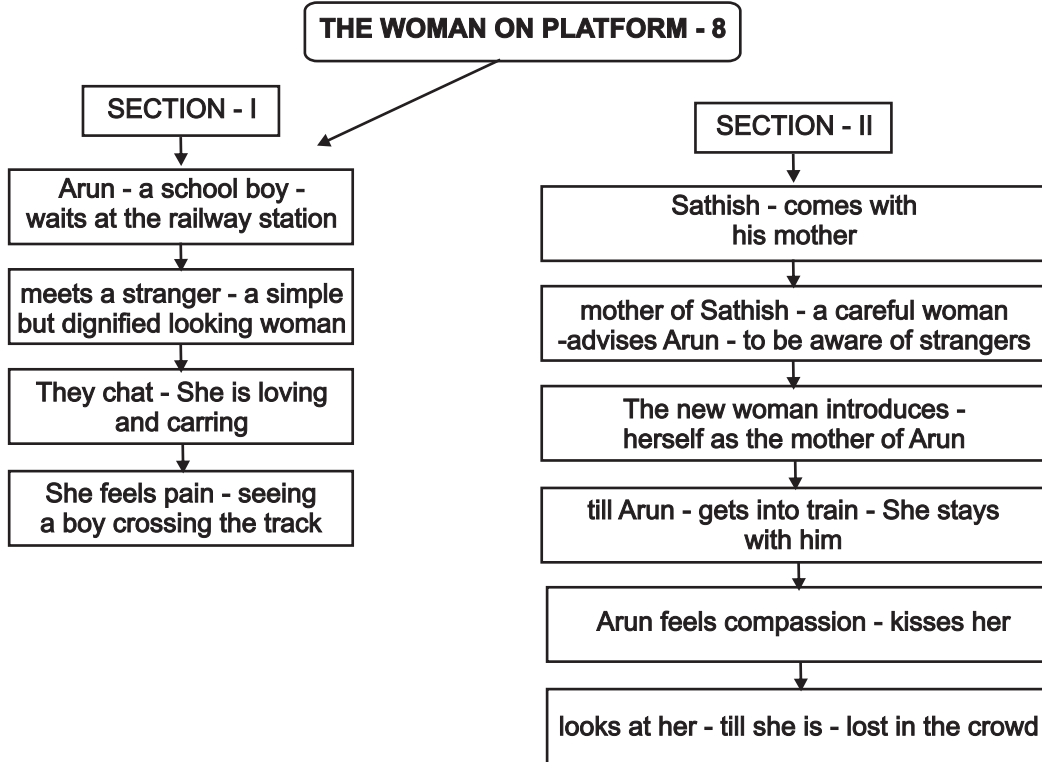 THE WOMAN ON PLATFORM - 8
SECTION - I
Arun - a school boy -
waits at the railway station
meets a stranger - a simple
but dignified looking woman
They chat - She is loving
and carring
She feels pain - seeing
a boy crossing the track
SECTION - II
Sathish - comes with
his mother
mother of Sathish - a careful woman
-advises Arun - to be aware of strangers
The new woman introduces -
herself as the mother of Arun
till Arun - gets into train - She stays
with him
Arun feels compassion - kisses her
looks at her - till she is - lost in the crowd